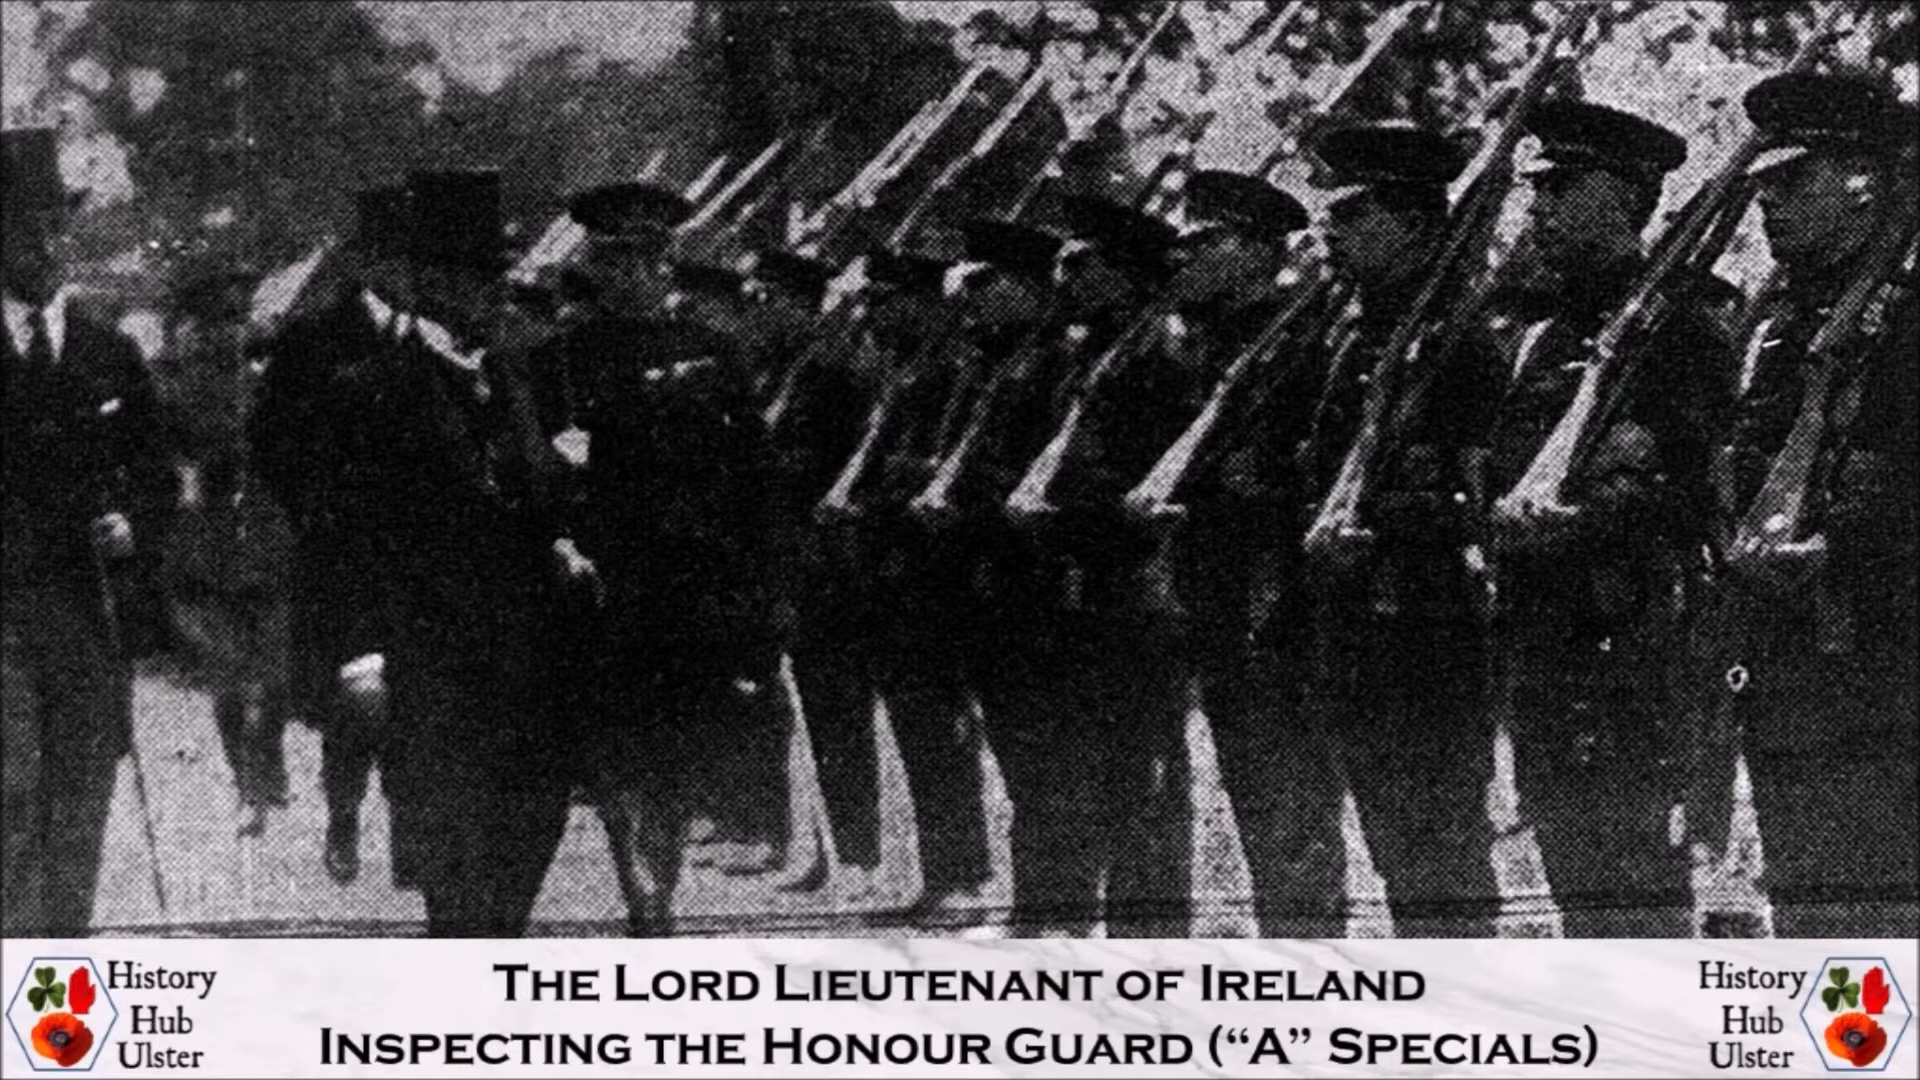 History
Hub
Ulster
THE LORD LIEUTENANT OF IRELAND
INSPECTING THE HONOUR GUARD (“A” SPECIALS)
History
Hub
Ulster